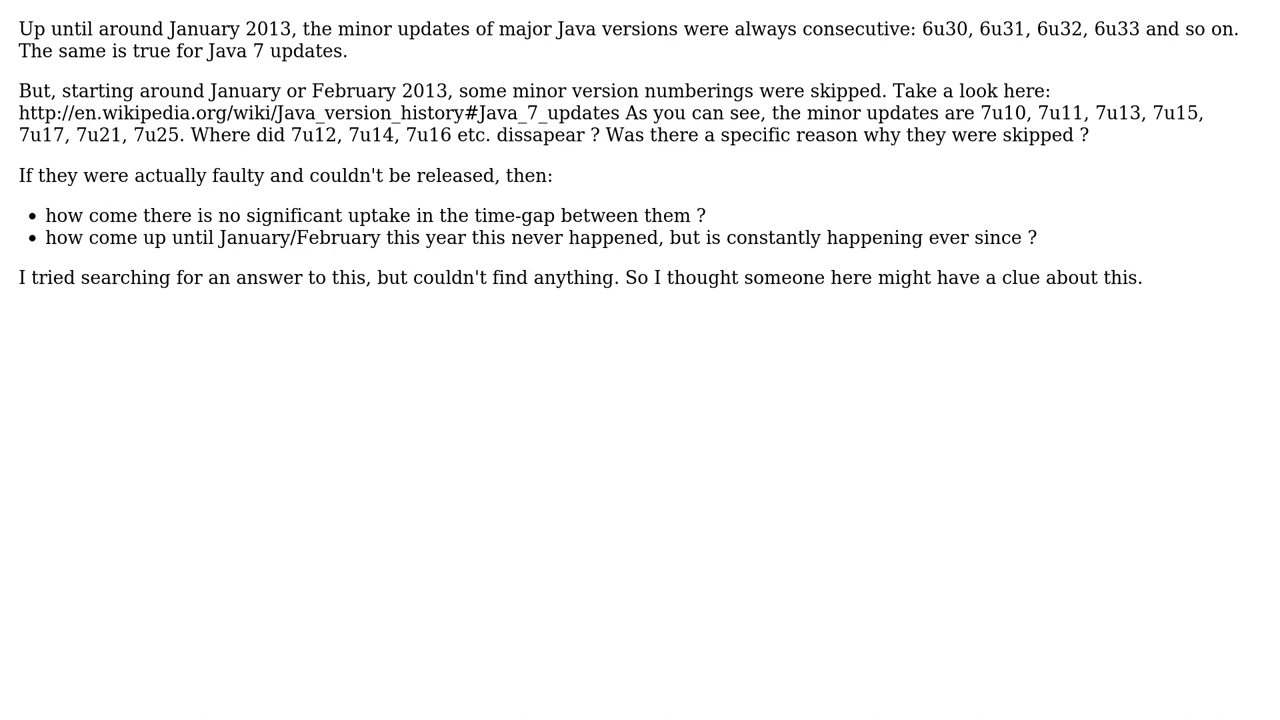 Up until around January 2013, the minor updates of major Java versions were always consecutive: 6u30, 6u31, 6u32, 6u33 and so on.
The same is true for Java 7 updates.
But, starting around January or February 2013, some minor version numberings were skipped. Take a look here:
http://en.wikipedia.org/wiki/Java_version_history#Java_7_updates As you can see, the minor updates are 7u10, 7u11, 7u13, 7u15,
7u17, 7u21, 7u25. Where did 7u12, 7u14, 7u16 etc. dissapear ? Was there a specific reason why they were skipped ?
If they were actually faulty and couldn't be released, then:
• how come there is no significant uptake in the time-gap between them ?
• how come up until January/February this year this never happened, but is constantly happening ever since ?
I tried searching for an answer to this, but couldn't find anything. So I thought someone here might have a clue about this.